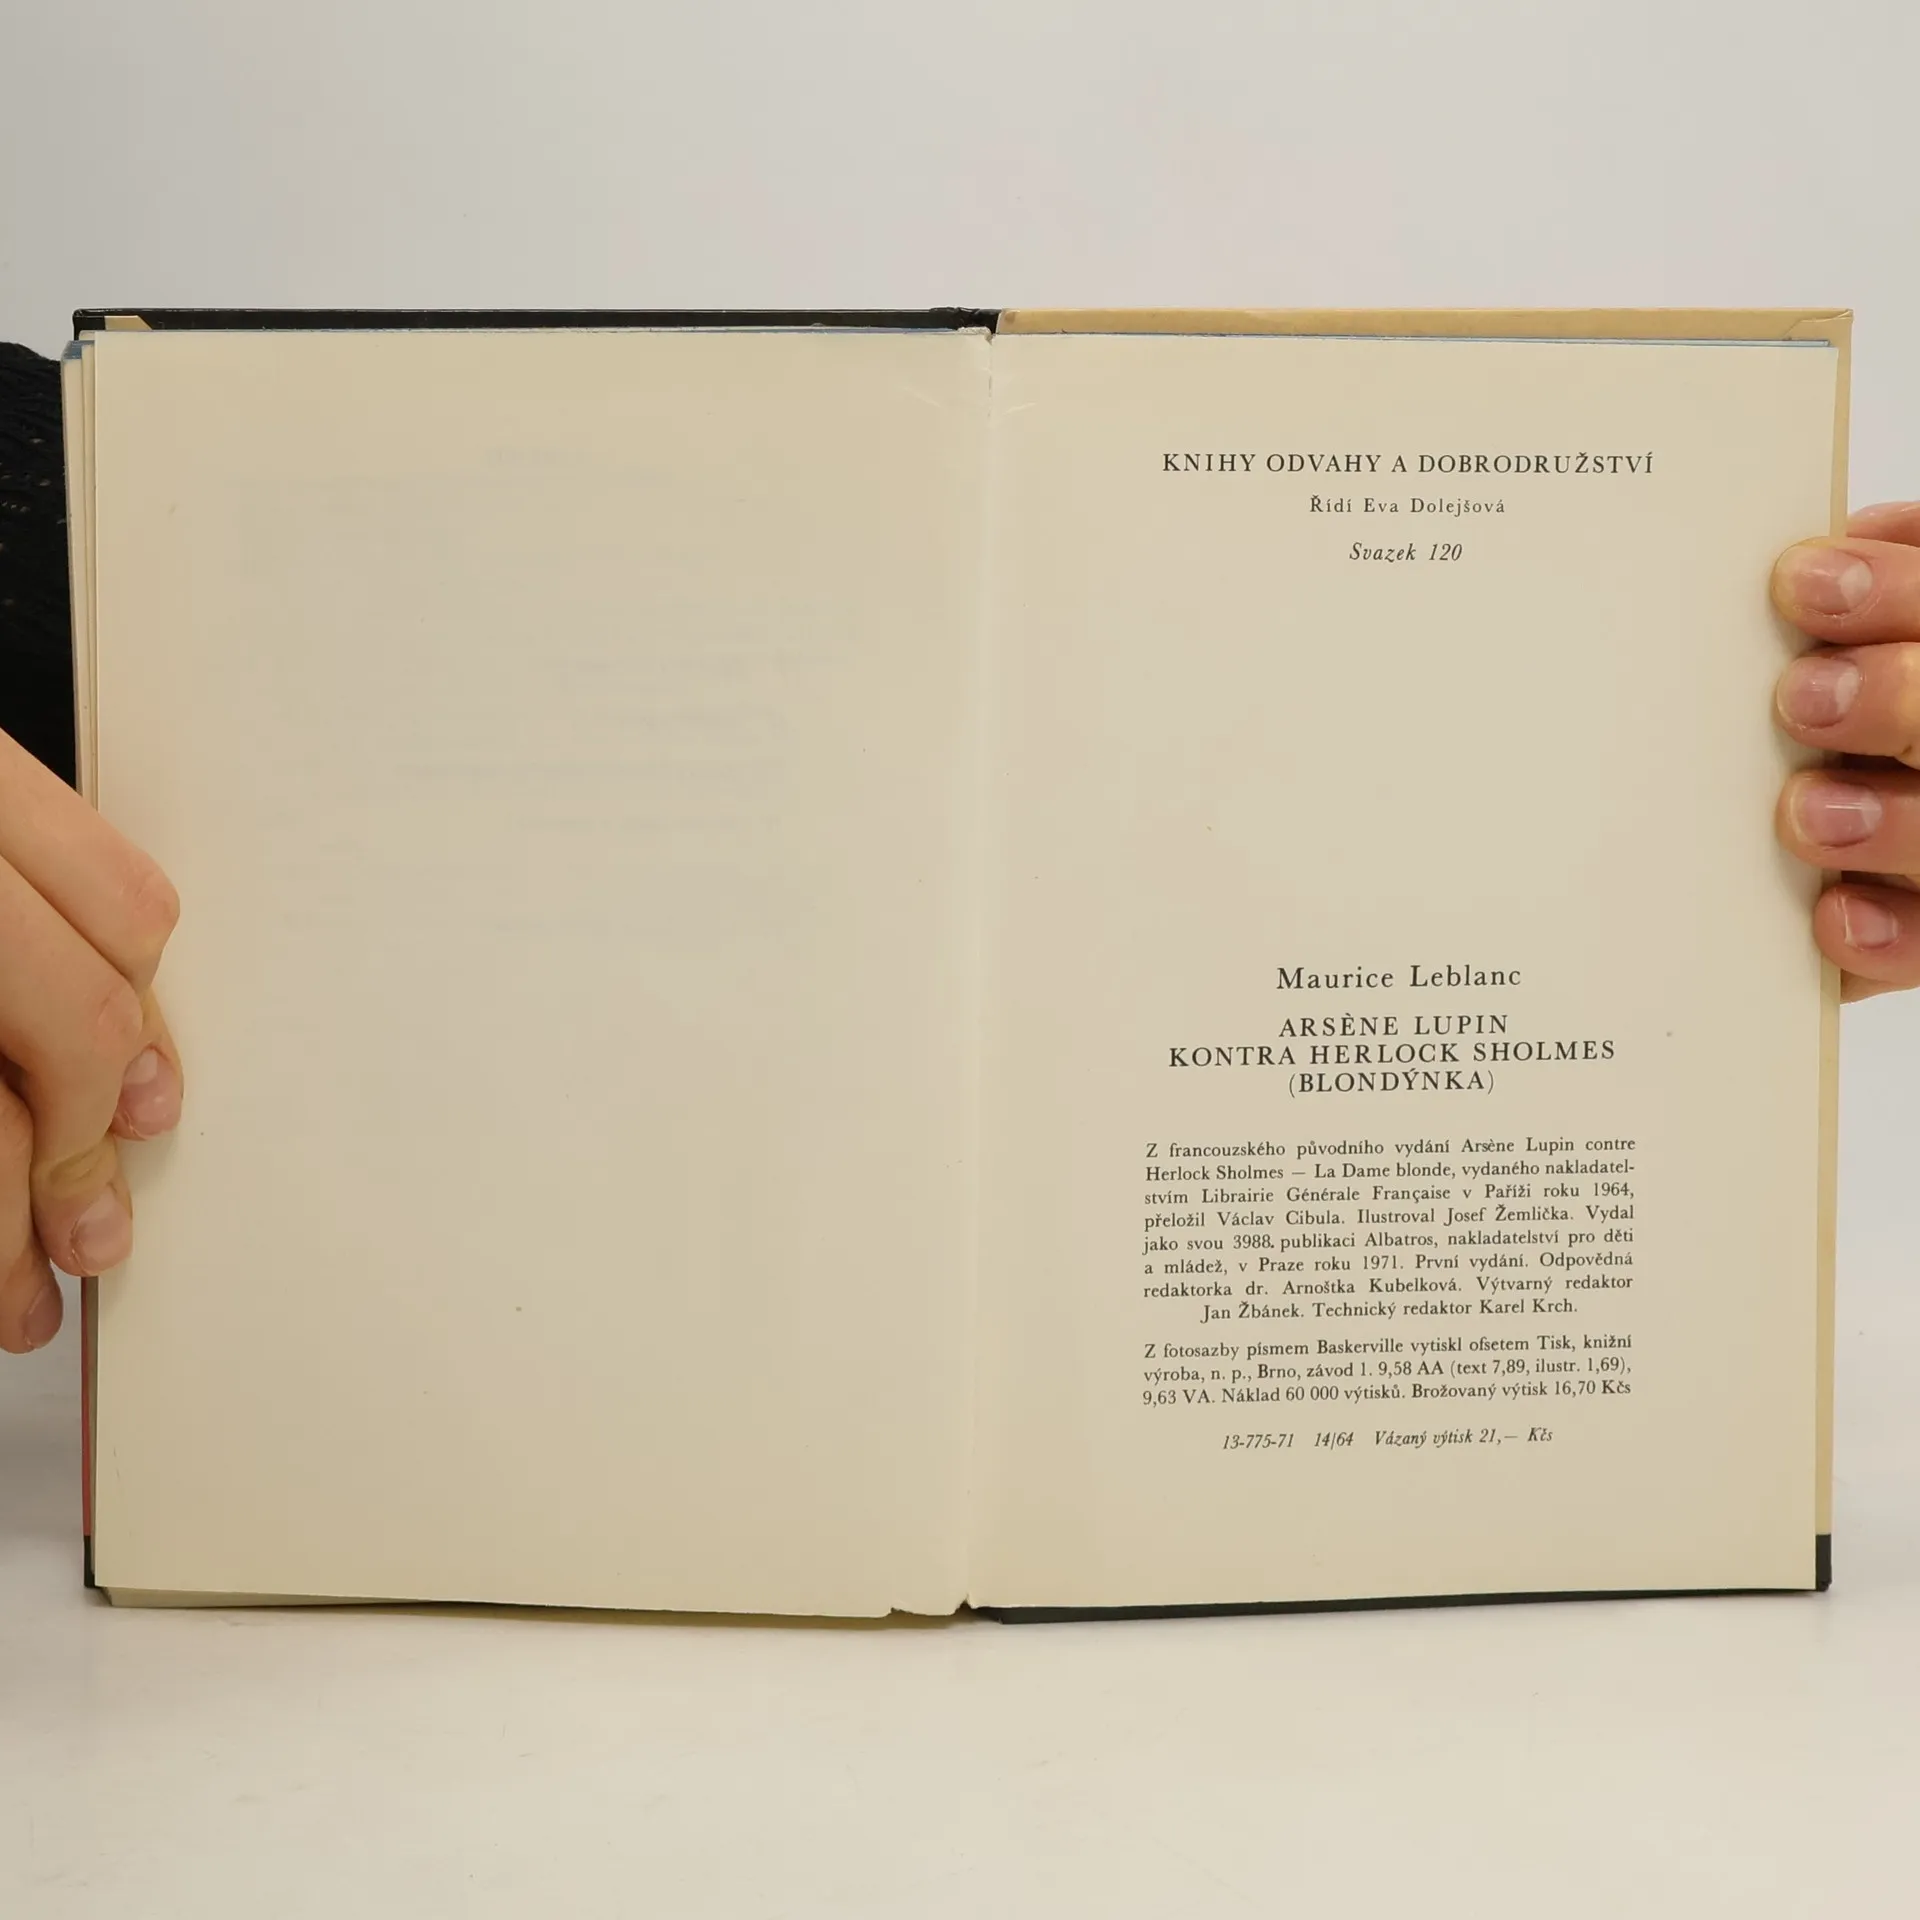 KNIHY ODVAHY A DOBRODRUŽSTVÍ
Řídí Eva Dolejšová
Svazek 120
Maurice Leblanc
ARSÈNE LUPIN
KONTRA HERLOCK SHOLMES
(BLONDÝNKA)
Z francouzského původního vydání Arsène Lupin contre
Herlock Sholmes — La Dame blonde, vydaného nakladatel-
stvím Librairie Générale Française v Paříži roku 1964,
přeložil Václav Cibula. Ilustroval Josef Žemlička. Vydal
jako svou 3988. publikaci Albatros, nakladatelství pro děti
a mládež, v Praze roku 1971. První vydání. Odpovědná
redaktorka dr. Arnoštka Kubelková. Výtvarný redaktor
Jan Žbánek. Technický redaktor Karel Krch.
Z fotosazby písmem Baskerville vytiskl ofsetem Tisk, knižní
výroba, n. p., Brno, závod 1. 9,58 AA (text 7,89, ilustr. 1,69),
9,63 VA. Náklad 60 000 výtisků. Brožovaný výtisk 16,70 Kčs
13-775-71 14/64 Vázaný výtisk 21,— Kčs